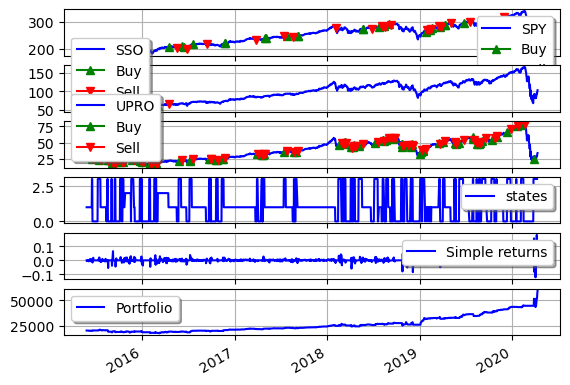 300
200
SPY
Buy
SSO
Buy
Sell
150
100
50
UPRO
Buy
Sell
75
50
25
2.5
0.0
states
0.1
0.0
−0.1
Simple returns
50000
25000
Portfolio
2016
2017
2018
2019
2020